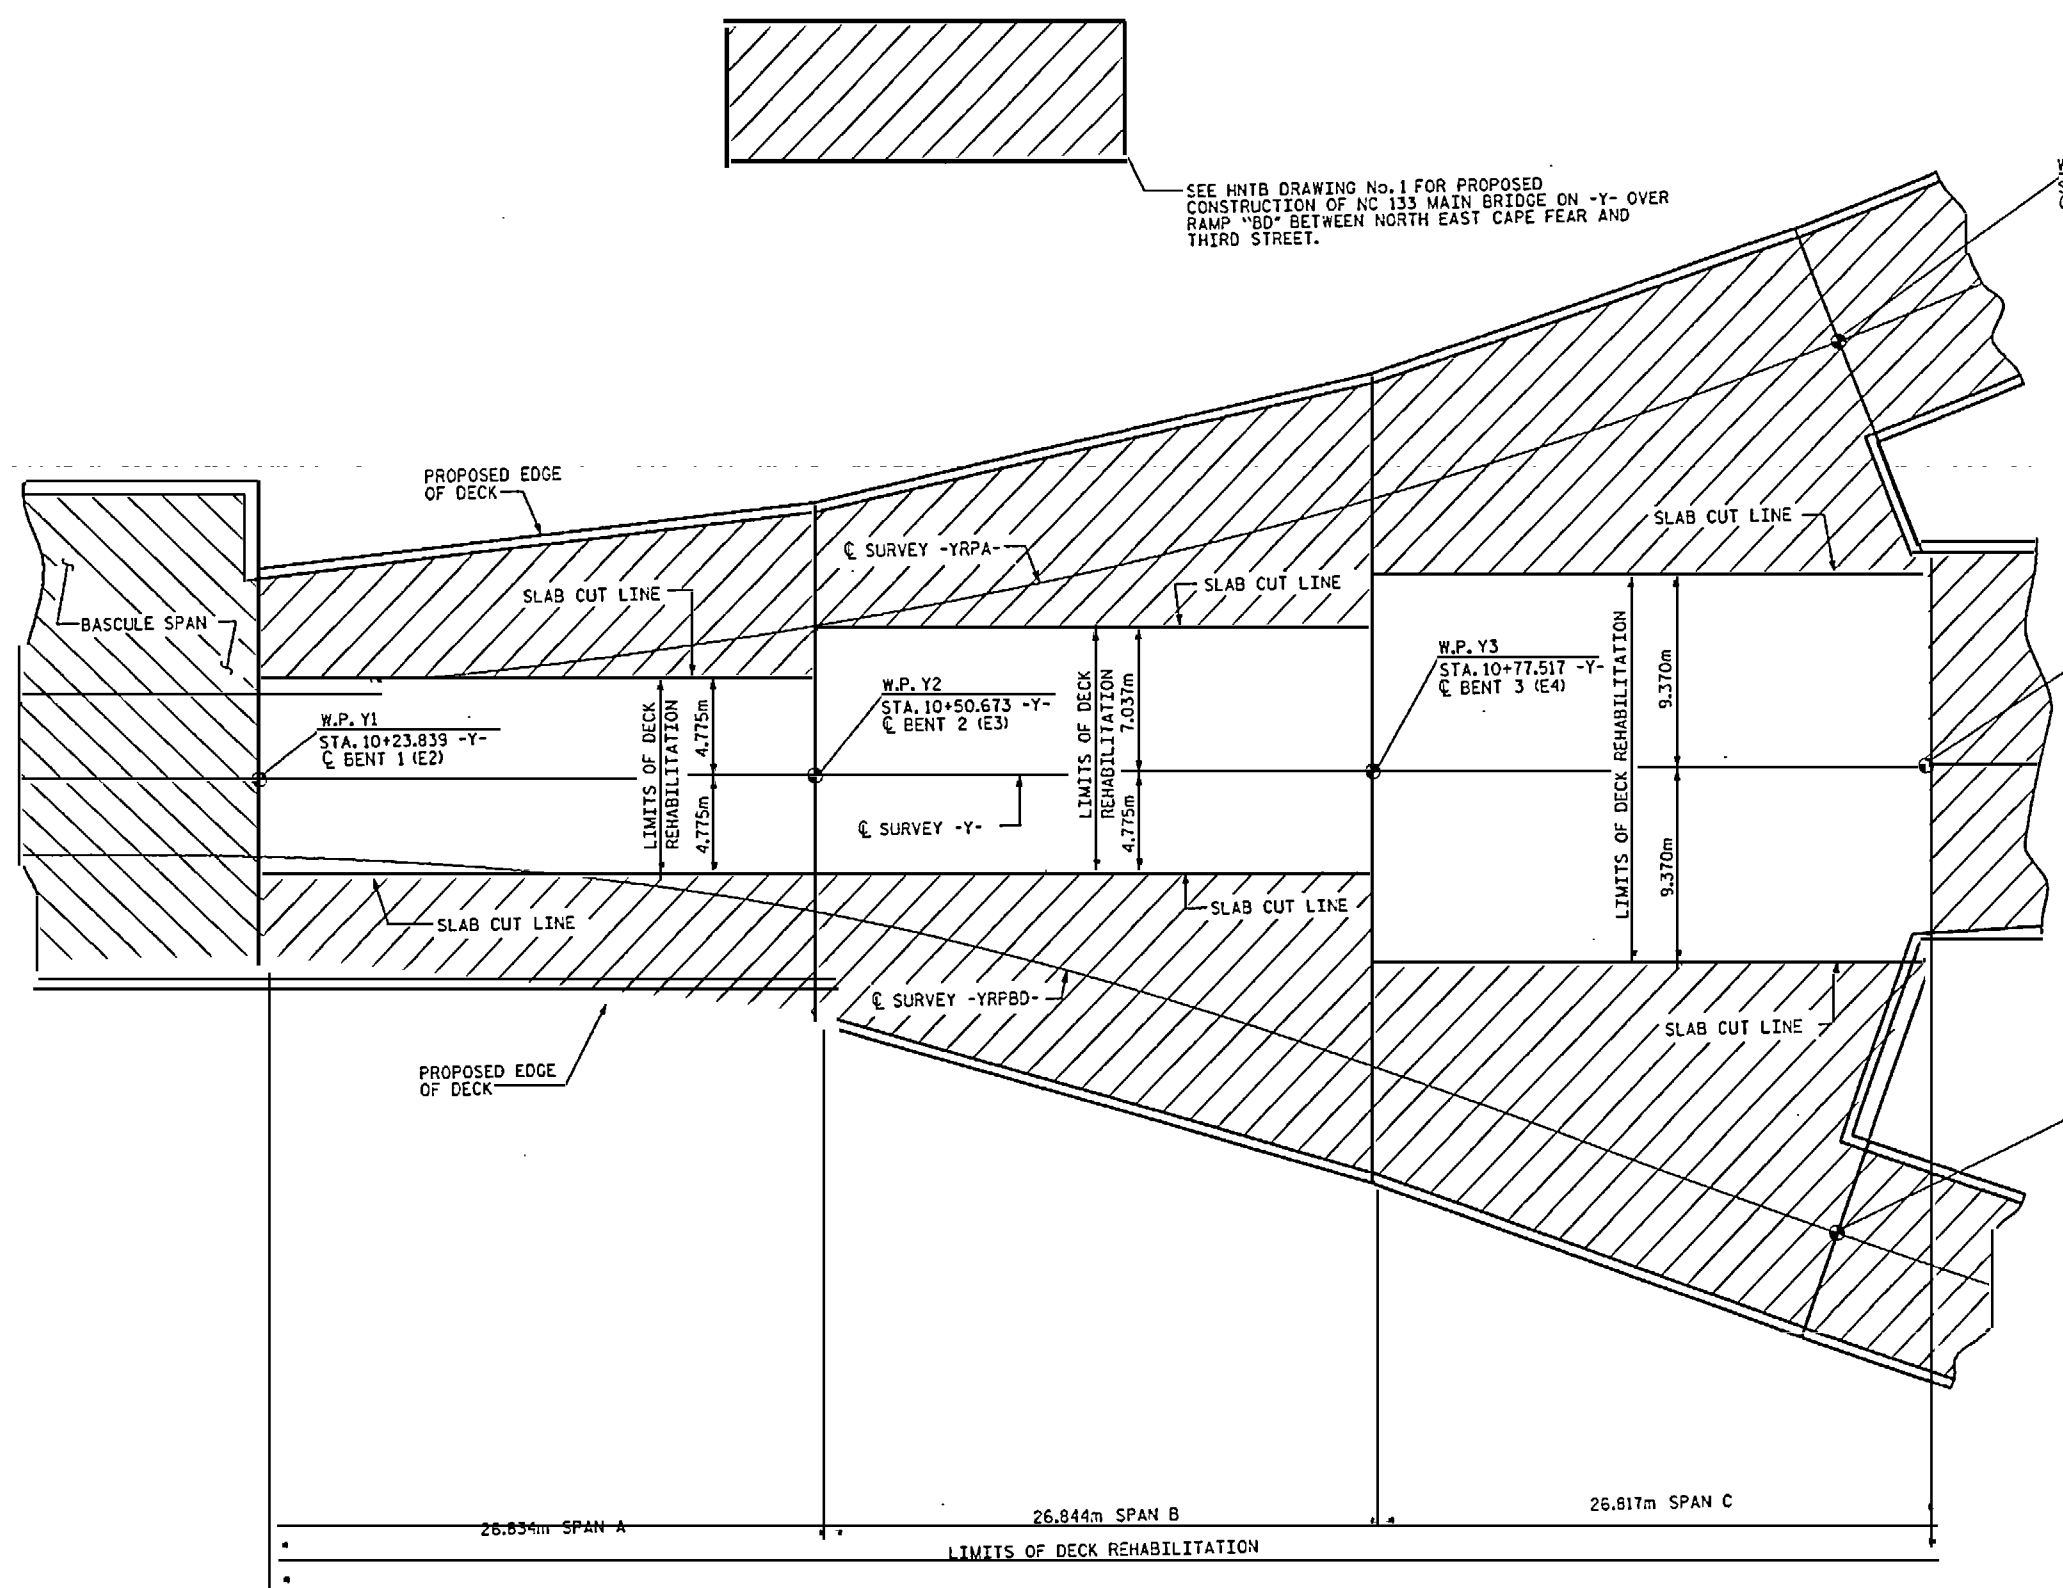 SEE HNTB DRAWING No. 1 FOR PROPOSED
CONSTRUCTION OF NC 133 MAIN BRIDGE ON -Y- OVER
RAMP "BD" BETWEEN NORTH EAST CAPE FEAR AND
THIRD STREET.
PROPOSED EDGE
OF DECK
SLAB CUT LINE
℄ SURVEY -YRPA-
SLAB CUT LINE
SLAB CUT LINE
BASCULE SPAN
W.P. Y1
STA. 10+23.839 -Y-
℄ BENT 1 (E2)
LIMITS OF DECK
REHABILITATION
4.775m
4.775m
W.P. Y2
STA. 10+50.673 -Y-
℄ BENT 2 (E3)
℄ SURVEY -Y-
LIMITS OF DECK
REHABILITATION
7.037m
4.775m
W.P. Y3
STA. 10+77.517 -Y-
℄ BENT 3 (E4)
LIMITS OF DECK REHABILITATION
9.370m
9.370m
SLAB CUT LINE
SLAB CUT LINE
℄ SURVEY -YRPBD-
SLAB CUT LINE
PROPOSED EDGE
OF DECK
26.834m SPAN A
26.844m SPAN B
26.817m SPAN C
LIMITS OF DECK REHABILITATION